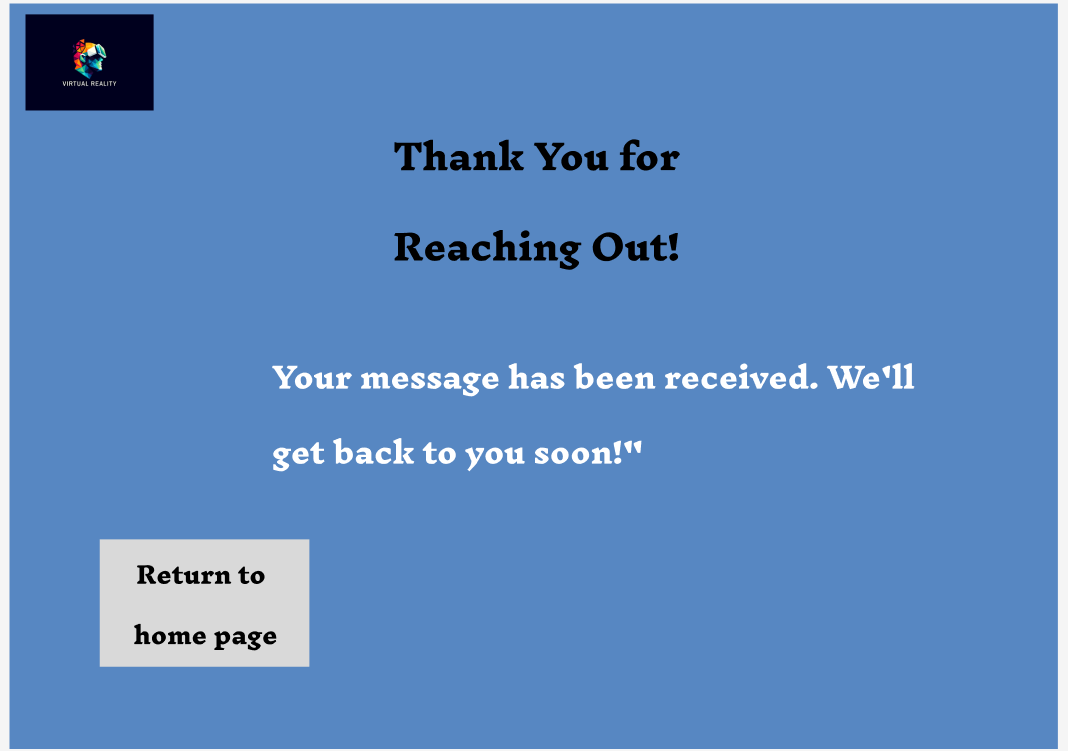 VIRTUAL REALITY
Thank You for
Reaching Out!
Your message has been received. We'll
get back to you soon!"
Return to
home page